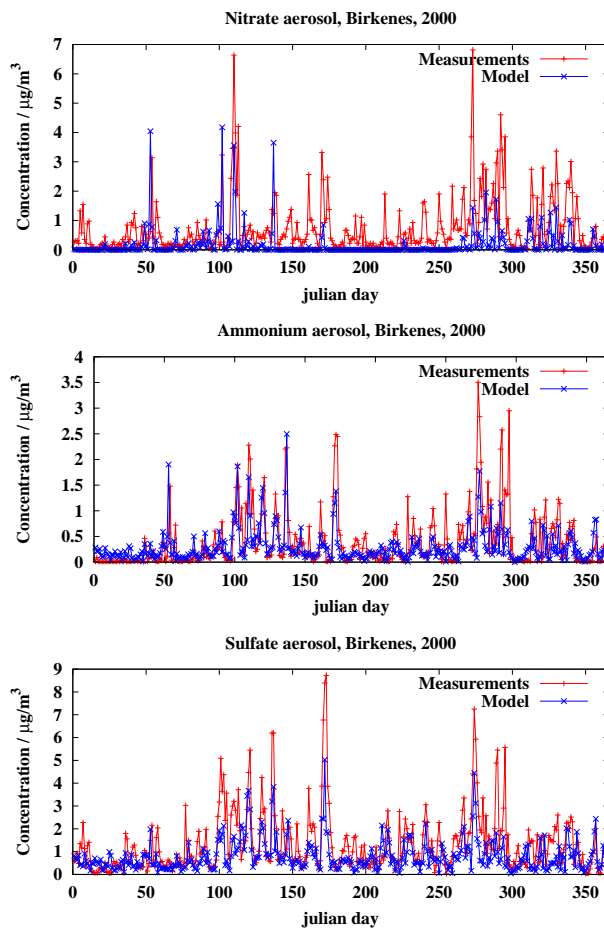 Nitrate aerosol, Birkenes, 2000
7
6
5
4
3
2
1
0
Concentration / μg/m³
Measurements
Model
0 50 100 150 200 250 300 350
julian day
Ammonium aerosol, Birkenes, 2000
4
3.5
3
2.5
2
1.5
1
0.5
0
Concentration / μg/m³
Measurements
Model
0 50 100 150 200 250 300 350
julian day
Sulfate aerosol, Birkenes, 2000
9
8
7
6
5
4
3
2
1
0
Concentration / μg/m³
Measurements
Model
0 50 100 150 200 250 300 350
julian day